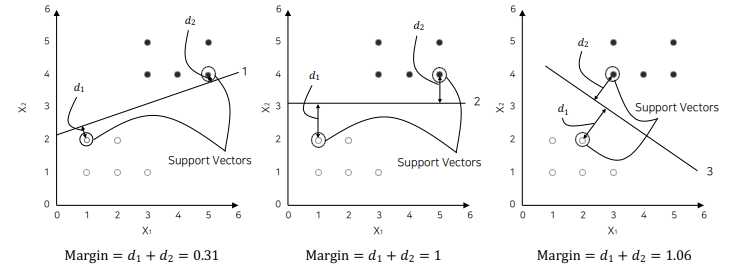 6
5
4
3
2
1
0
0 1 2 3 4 5 6
X₂
X₁
d₁
d₂
1
Support Vectors
Margin = d₁ + d₂ = 0.31
6
5
4
3
2
1
0
0 1 2 3 4 5 6
X₂
X₁
d₁
d₂
2
Support Vectors
Margin = d₁ + d₂ = 1
6
5
4
3
2
1
0
0 1 2 3 4 5 6
X₂
X₁
d₂
d₁
Support Vectors
3
Margin = d₁ + d₂ = 1.06